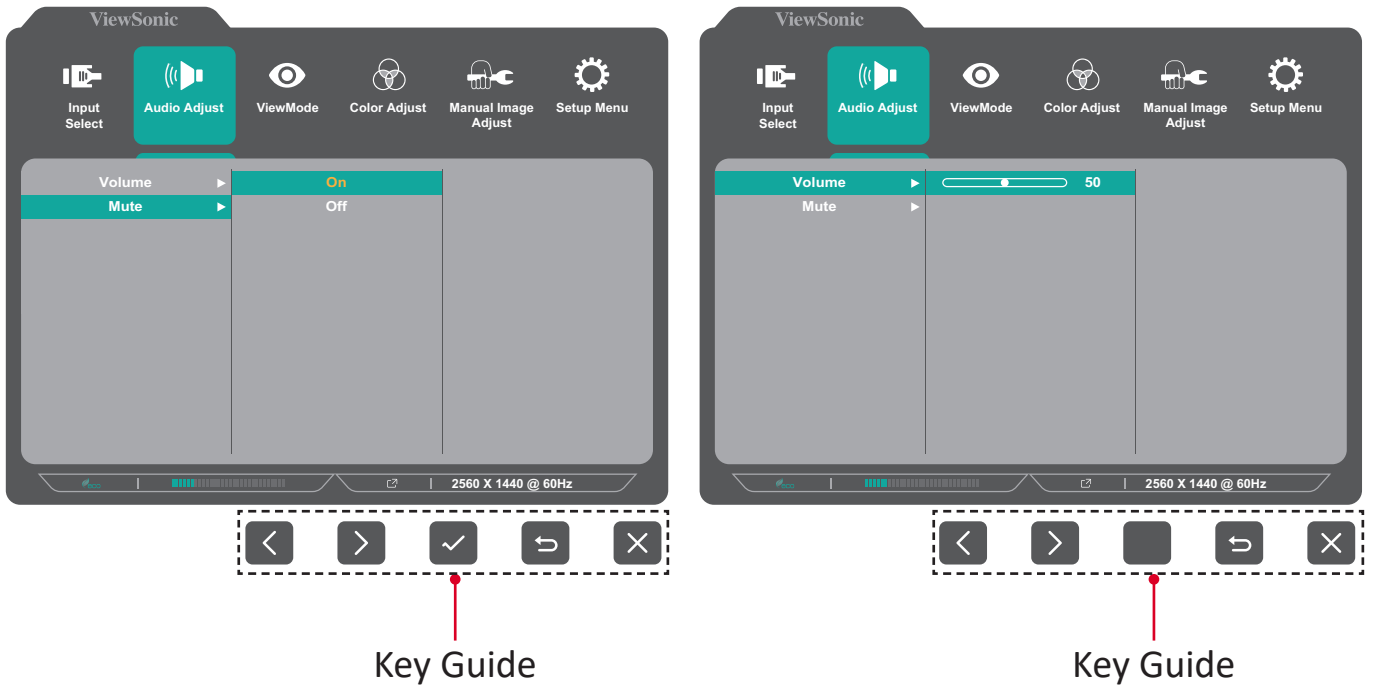 ViewSonic
Input
Select
Audio Adjust
ViewMode
Color Adjust
Manual Image
Adjust
Setup Menu
Volume
On
Mute
Off
ECO
2560 X 1440 @ 60Hz
Key Guide
ViewSonic
Input
Select
Audio Adjust
ViewMode
Color Adjust
Manual Image
Adjust
Setup Menu
Volume
50
Mute
ECO
2560 X 1440 @ 60Hz
Key Guide